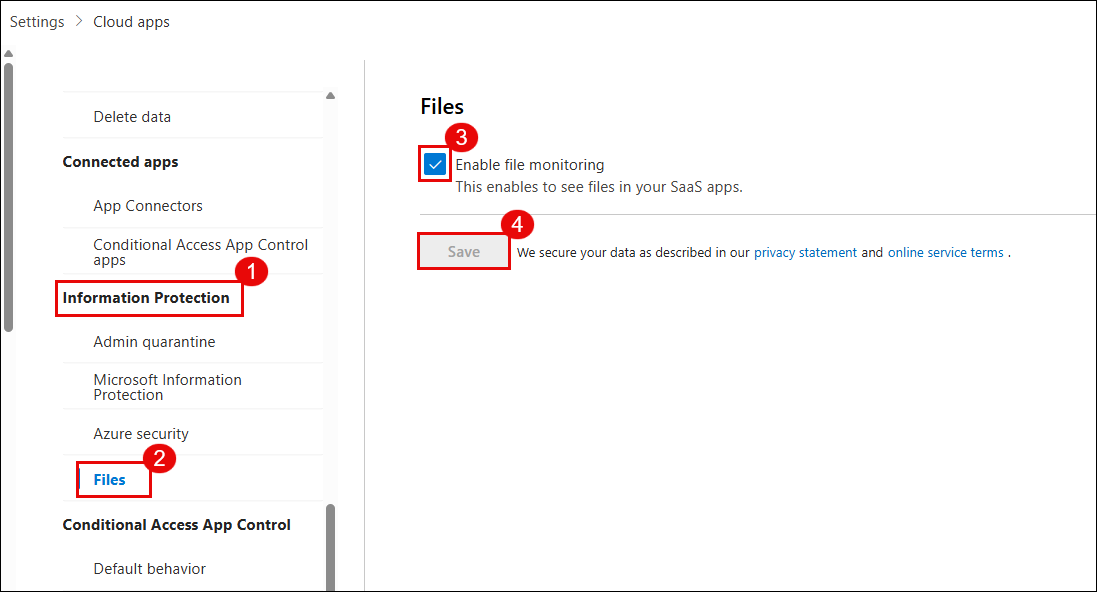 Settings > Cloud apps
Delete data
Connected apps
App Connectors
Conditional Access App Control
apps
1
Information Protection
Admin quarantine
Microsoft Information
Protection
Azure security
2
Files
Conditional Access App Control
Default behavior
Files
3
Enable file monitoring
This enables to see files in your SaaS apps.
4
Save We secure your data as described in our privacy statement and online service terms .